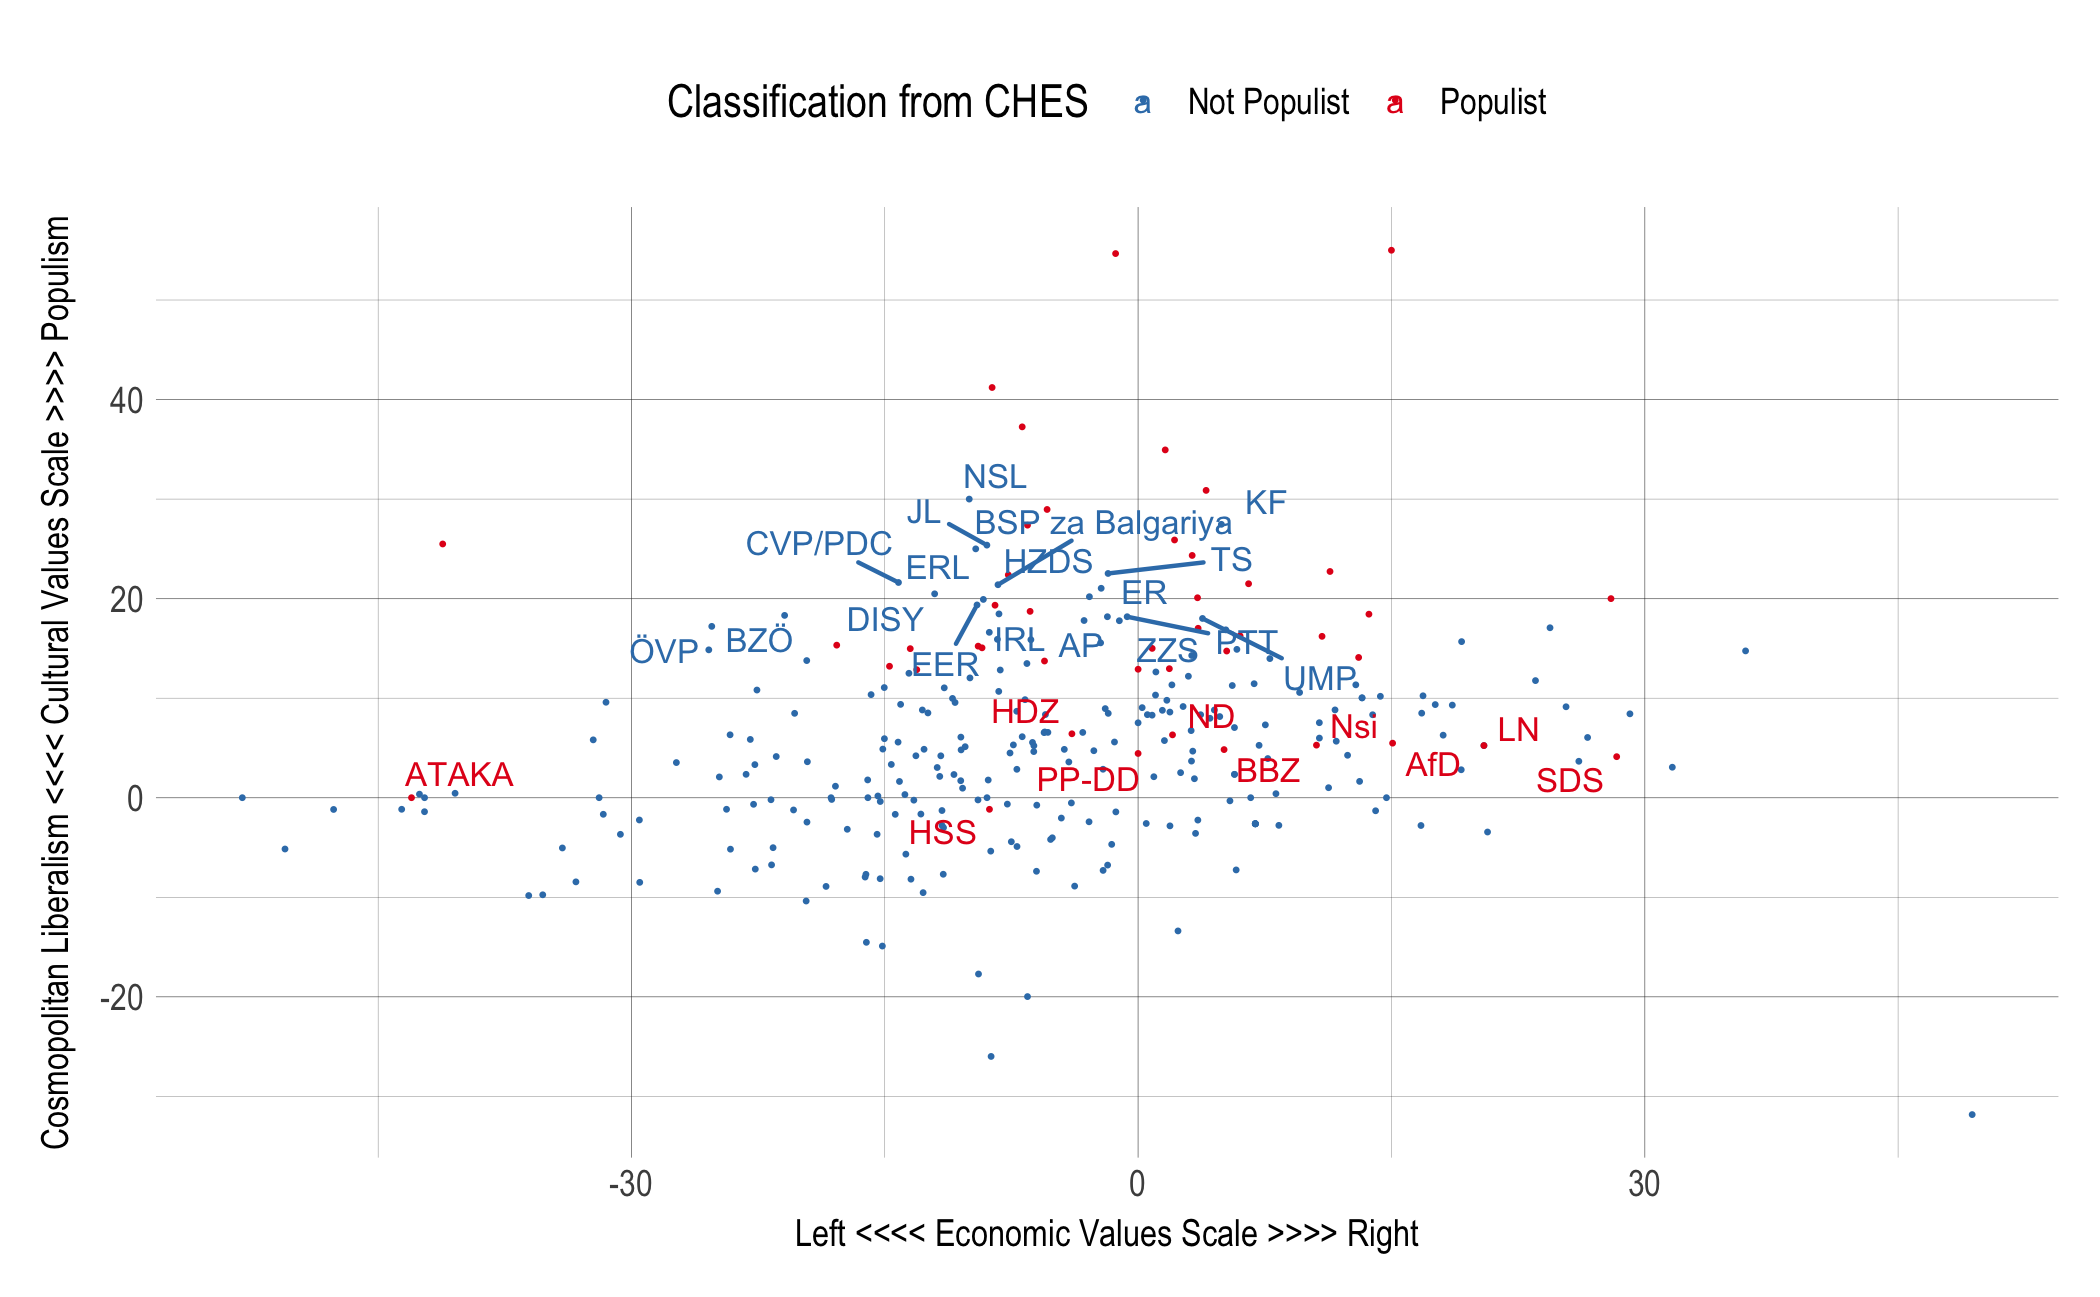 Classification from CHES a Not Populist a Populist
Cosmopolitan Liberalism <<<< Cultural Values Scale >>>> Populism
40
20
0
-20
NSL
KF
JL
BSP za Balgariya
CVP/PDC
HZDS
TS
ERL
ER
DISY
BZÖ
IRL
AP
PTT
ÖVP
ZZS
EER
UMP
HDZ
ND
Nsi
LN
AfD
ATAKA
BBZ
PP-DD
SDS
HSS
-30
0
30
Left <<<< Economic Values Scale >>>> Right